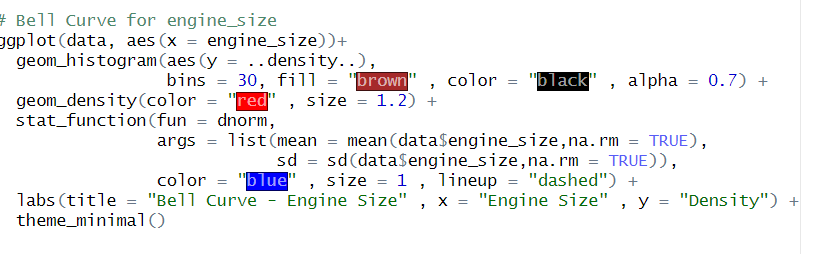 # Bell Curve for engine_size
ggplot(data, aes(x = engine_size))+
geom_histogram(aes(y = ..density..),
bins = 30, fill = "brown" , color = "black" , alpha = 0.7) +
geom_density(color = "red" , size = 1.2) +
stat_function(fun = dnorm,
args = list(mean = mean(data$engine_size,na.rm = TRUE),
sd = sd(data$engine_size,na.rm = TRUE)),
color = "blue" , size = 1 , lineup = "dashed") +
labs(title = "Bell Curve - Engine Size" , x = "Engine Size" , y = "Density") +
theme_minimal()